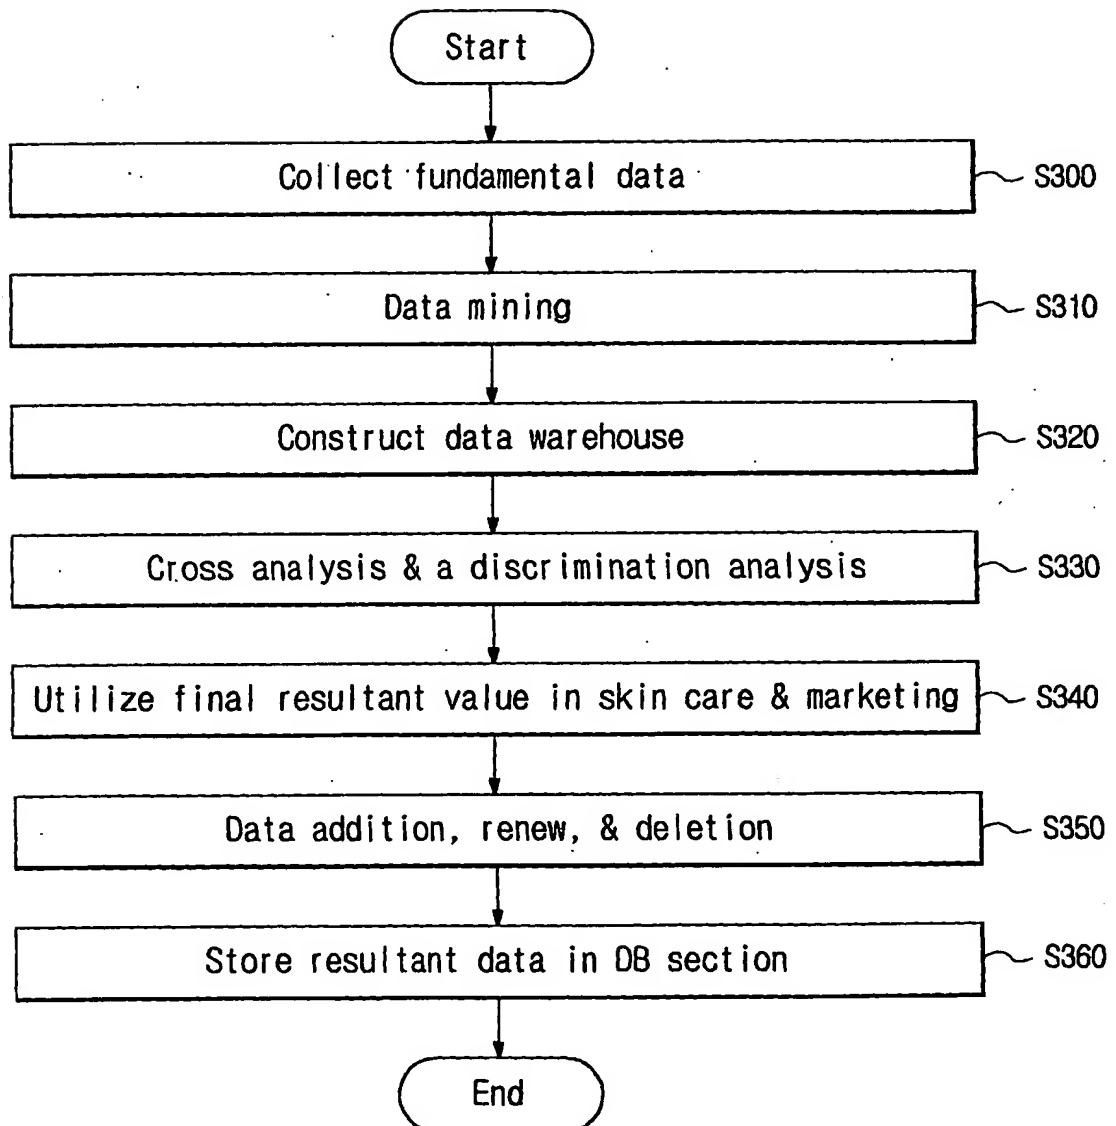 Start
Collect fundamental data
S300
Data mining
S310
Construct data warehouse
S320
Cross analysis & a discrimination analysis
S330
Utilize final resultant value in skin care & marketing
S340
Data addition, renew, & deletion
S350
Store resultant data in DB section
S360
End